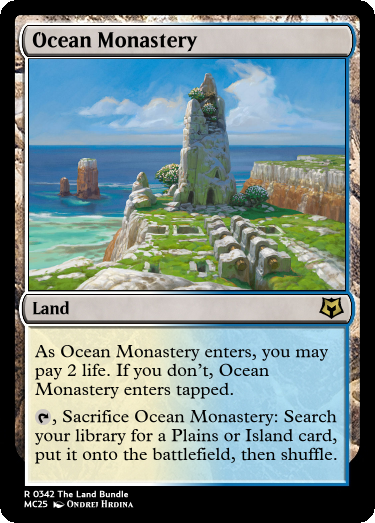 Ocean Monastery
Land
As Ocean Monastery enters, you may
pay 2 life. If you don't, Ocean
Monastery enters tapped.
, Sacrifice Ocean Monastery: Search
your library for a Plains or Island card,
put it onto the battlefield, then shuffle.
R 0342 The Land Bundle
MC25 Ondrej Hrdina